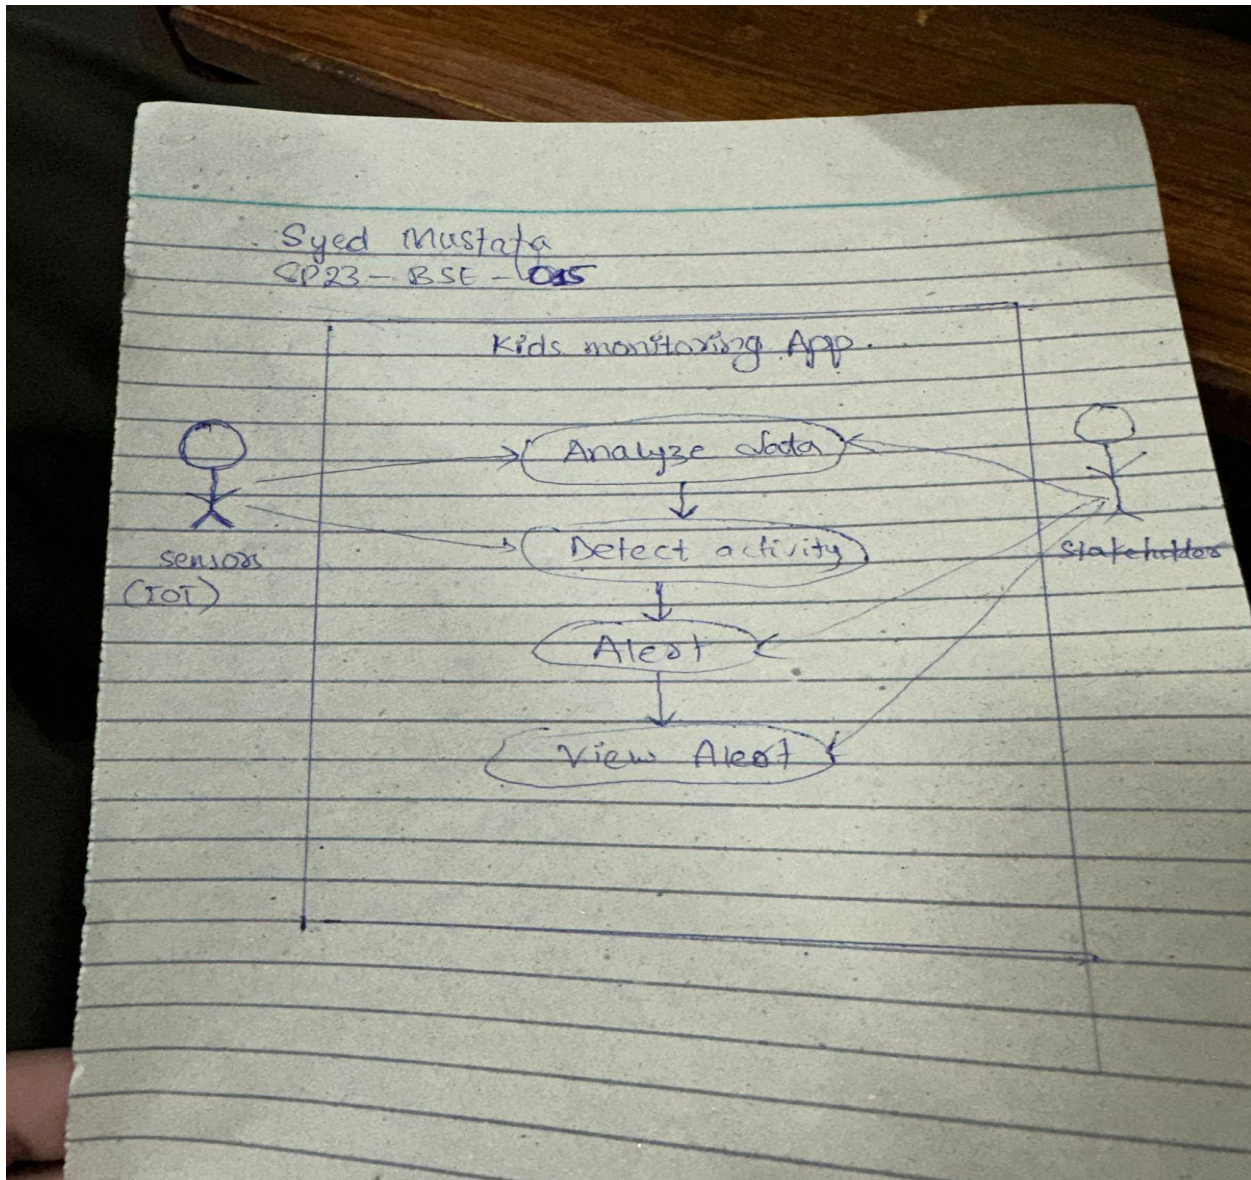 Syed Mustafa
SP23 - BSE - 015
Kids monitoring App.
Analyze data
Detect activity
sensors
(IOT)
Stakeholder
Alert
View Alert